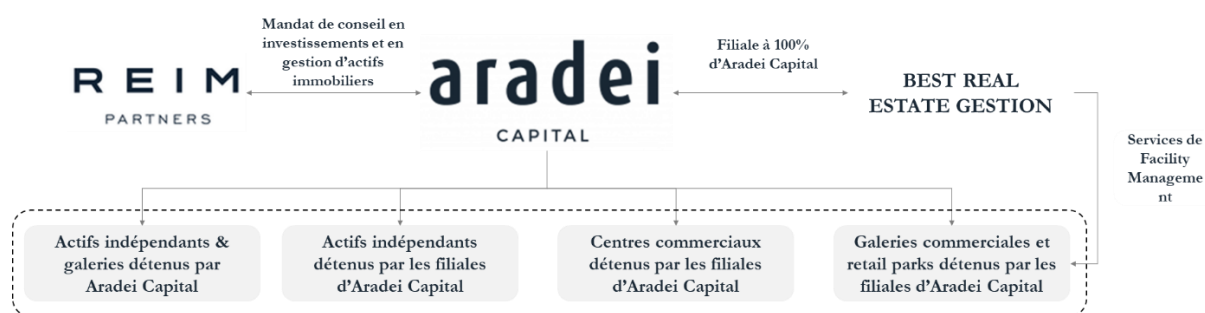 Mandat de conseil en
investissements et en
gestion d'actifs
immobiliers
REIM
PARTNERS
aradei
CAPITAL
Filiale à 100%
d'Aradei Capital
BEST REAL
ESTATE GESTION
Services de
Facility
Manageme
nt
Actifs indépendants &
galeries détenus par
Aradei Capital
Actifs indépendants
détenus par les filiales
d'Aradei Capital
Centres commerciaux
détenus par les filiales
d'Aradei Capital
Galeries commerciales et
retail parks détenus par les
filiales d'Aradei Capital